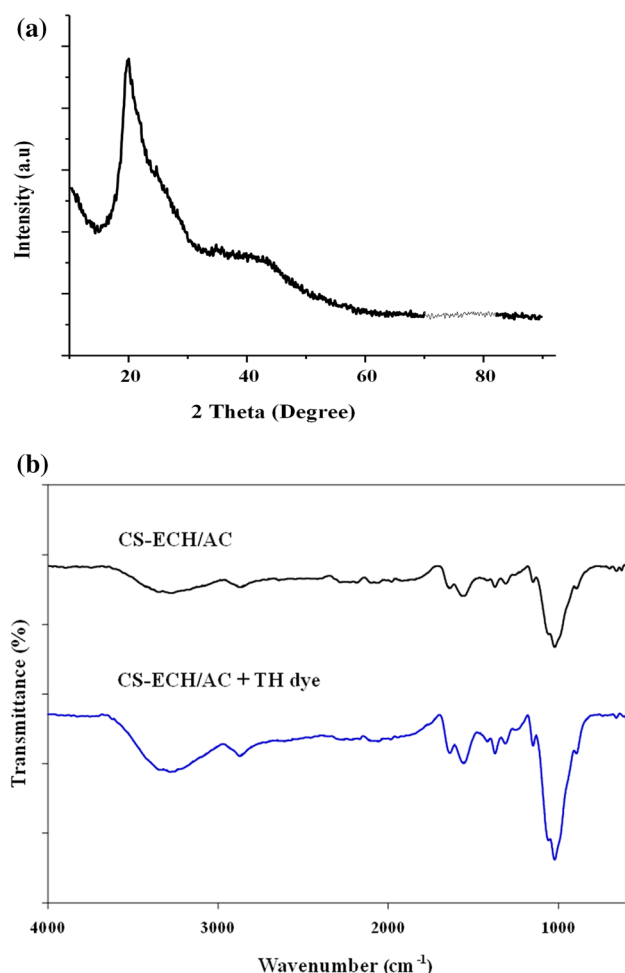 (a)
Intensity (a.u)
20 40 60 80
2 Theta (Degree)
(b)
CS-ECH/AC
CS-ECH/AC + TH dye
Transmittance (%)
4000 3000 2000 1000
Wavenumber (cm-1)